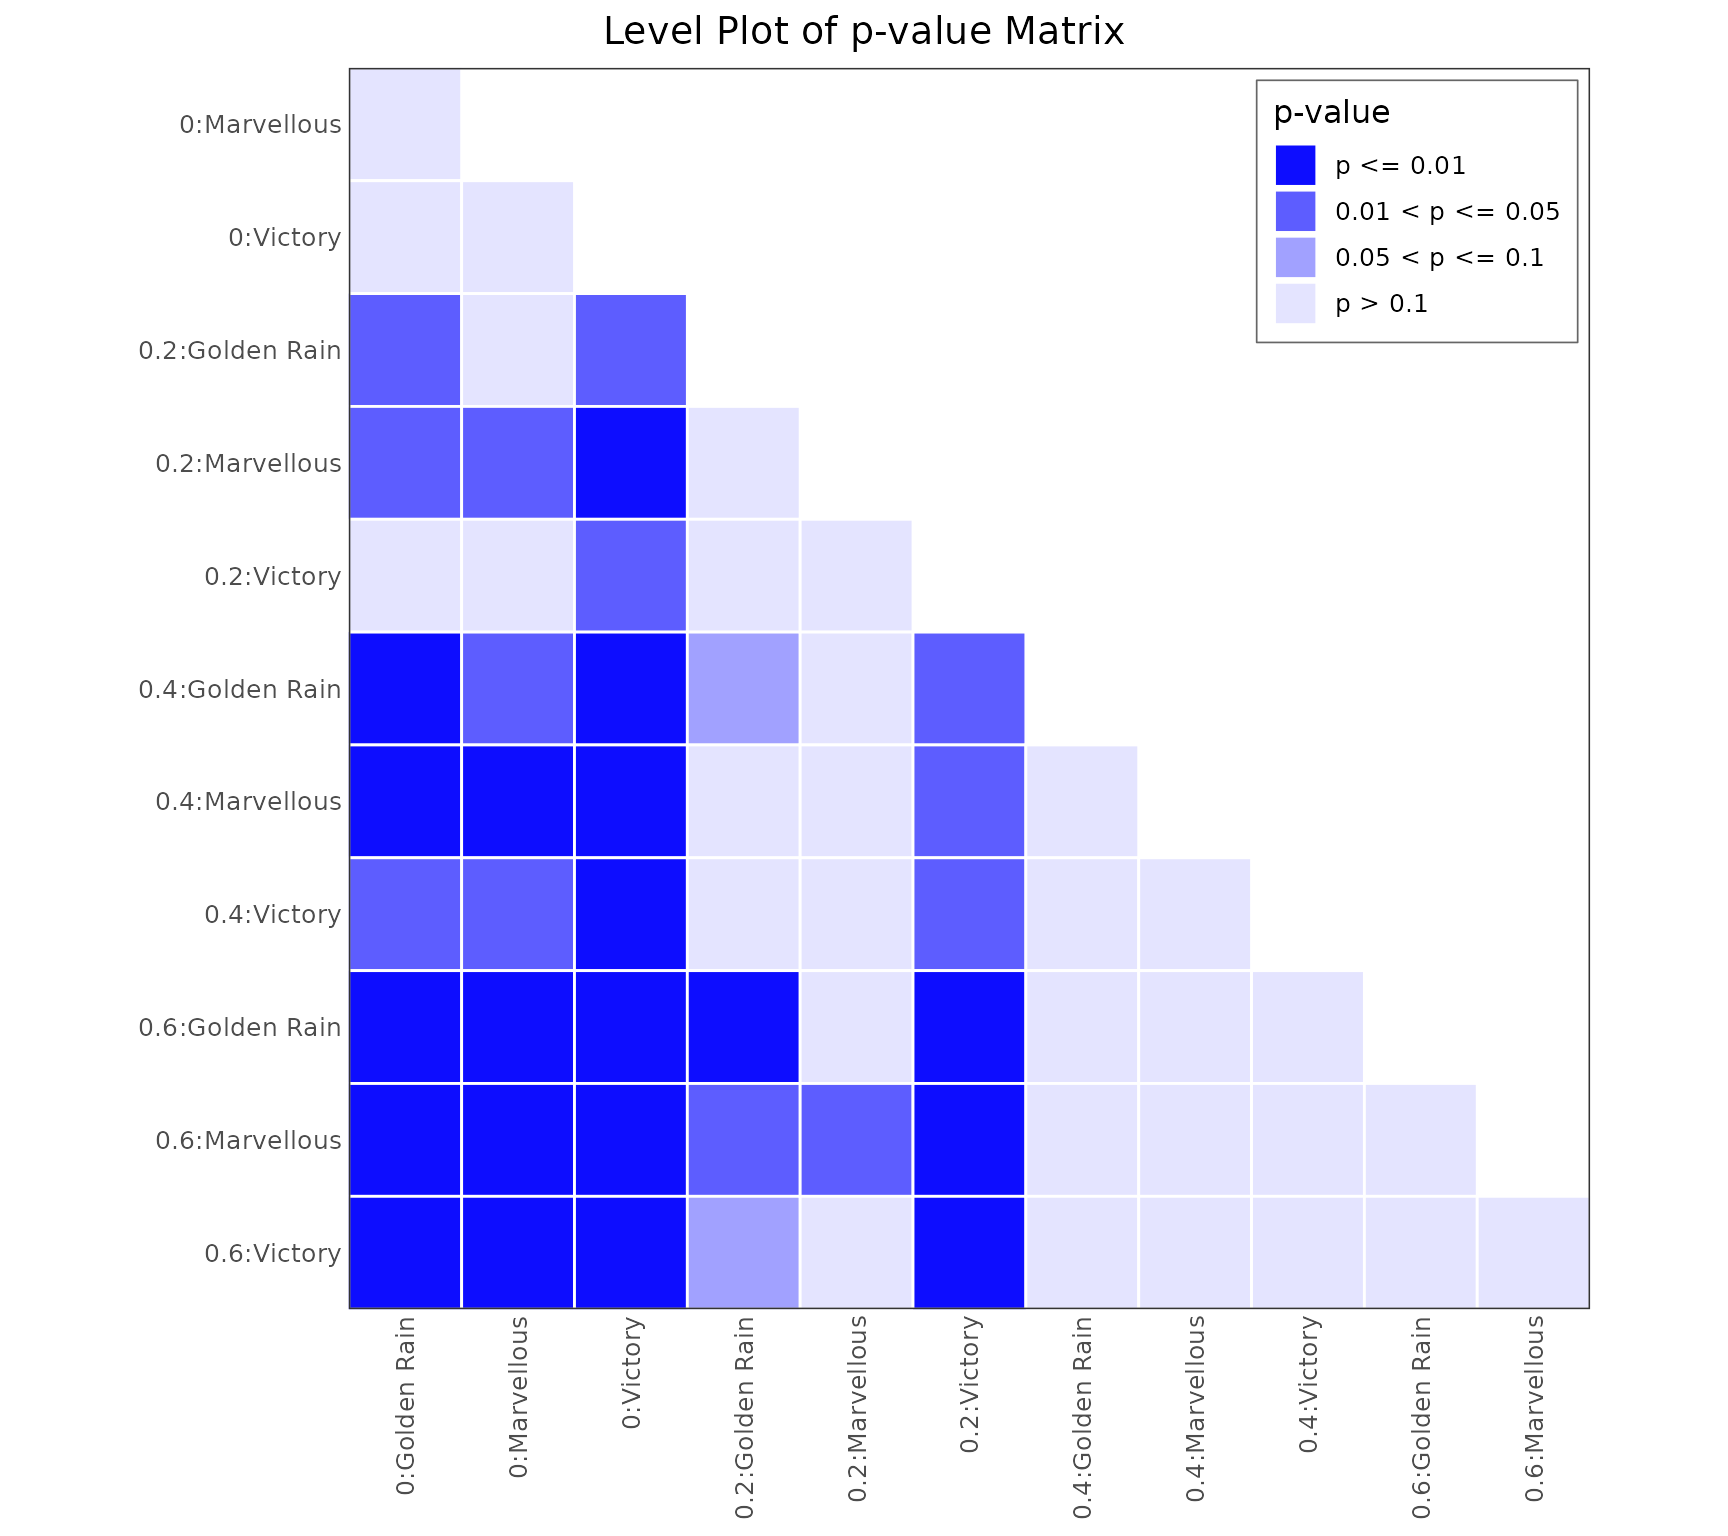 Level Plot of p-value Matrix
p-value
p <= 0.01
0.01 < p <= 0.05
0.05 < p <= 0.1
p > 0.1
0:Marvellous
0:Victory
0.2:Golden Rain
0.2:Marvellous
0.2:Victory
0.4:Golden Rain
0.4:Marvellous
0.4:Victory
0.6:Golden Rain
0.6:Marvellous
0.6:Victory
0:Golden Rain
0:Marvellous
0:Victory
0.2:Golden Rain
0.2:Marvellous
0.2:Victory
0.4:Golden Rain
0.4:Marvellous
0.4:Victory
0.6:Golden Rain
0.6:Marvellous